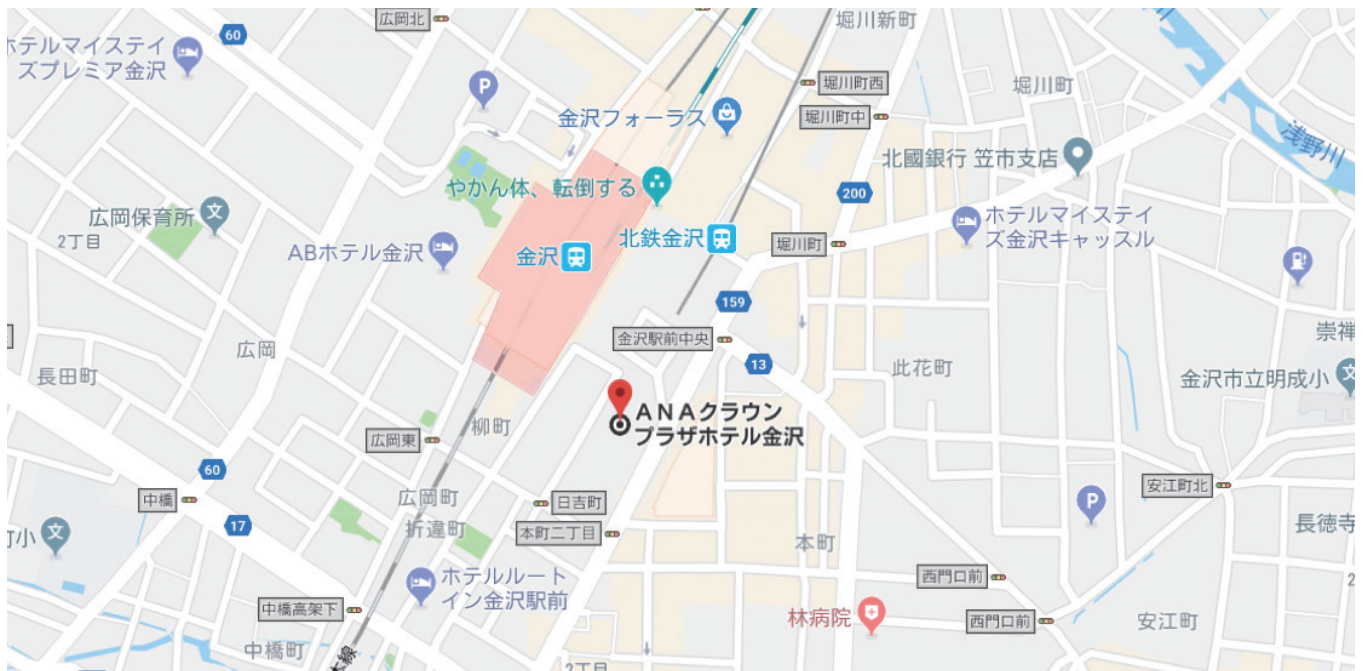 広岡北
堀川新町
60
ホテルマイステイ
ズプレミア金沢
P
堀川町西
堀川町
金沢フォーラス
堀川町中
浅野川
北國銀行 笠市支店
やかん体、転倒する
200
広岡保育所
文
2丁目
ホテルマイステイ
ズ金沢キャッスル
ABホテル金沢
金沢
北鉄金沢
堀川町
159
崇禅
金沢駅前中央
広岡
13
此花町
長田町
金沢市立明成小
文
ANAクラウン
プラザホテル金沢
柳町
広岡東
60
中橋
広岡町
日吉町
安江町北
P
17
折違町
本町二丁目
本町
長徳寺
町小
文
ホテルルート
イン金沢駅前
西門口前
中橋高架下
林病院
西門口前
安江町
中橋町
本線
2丁目